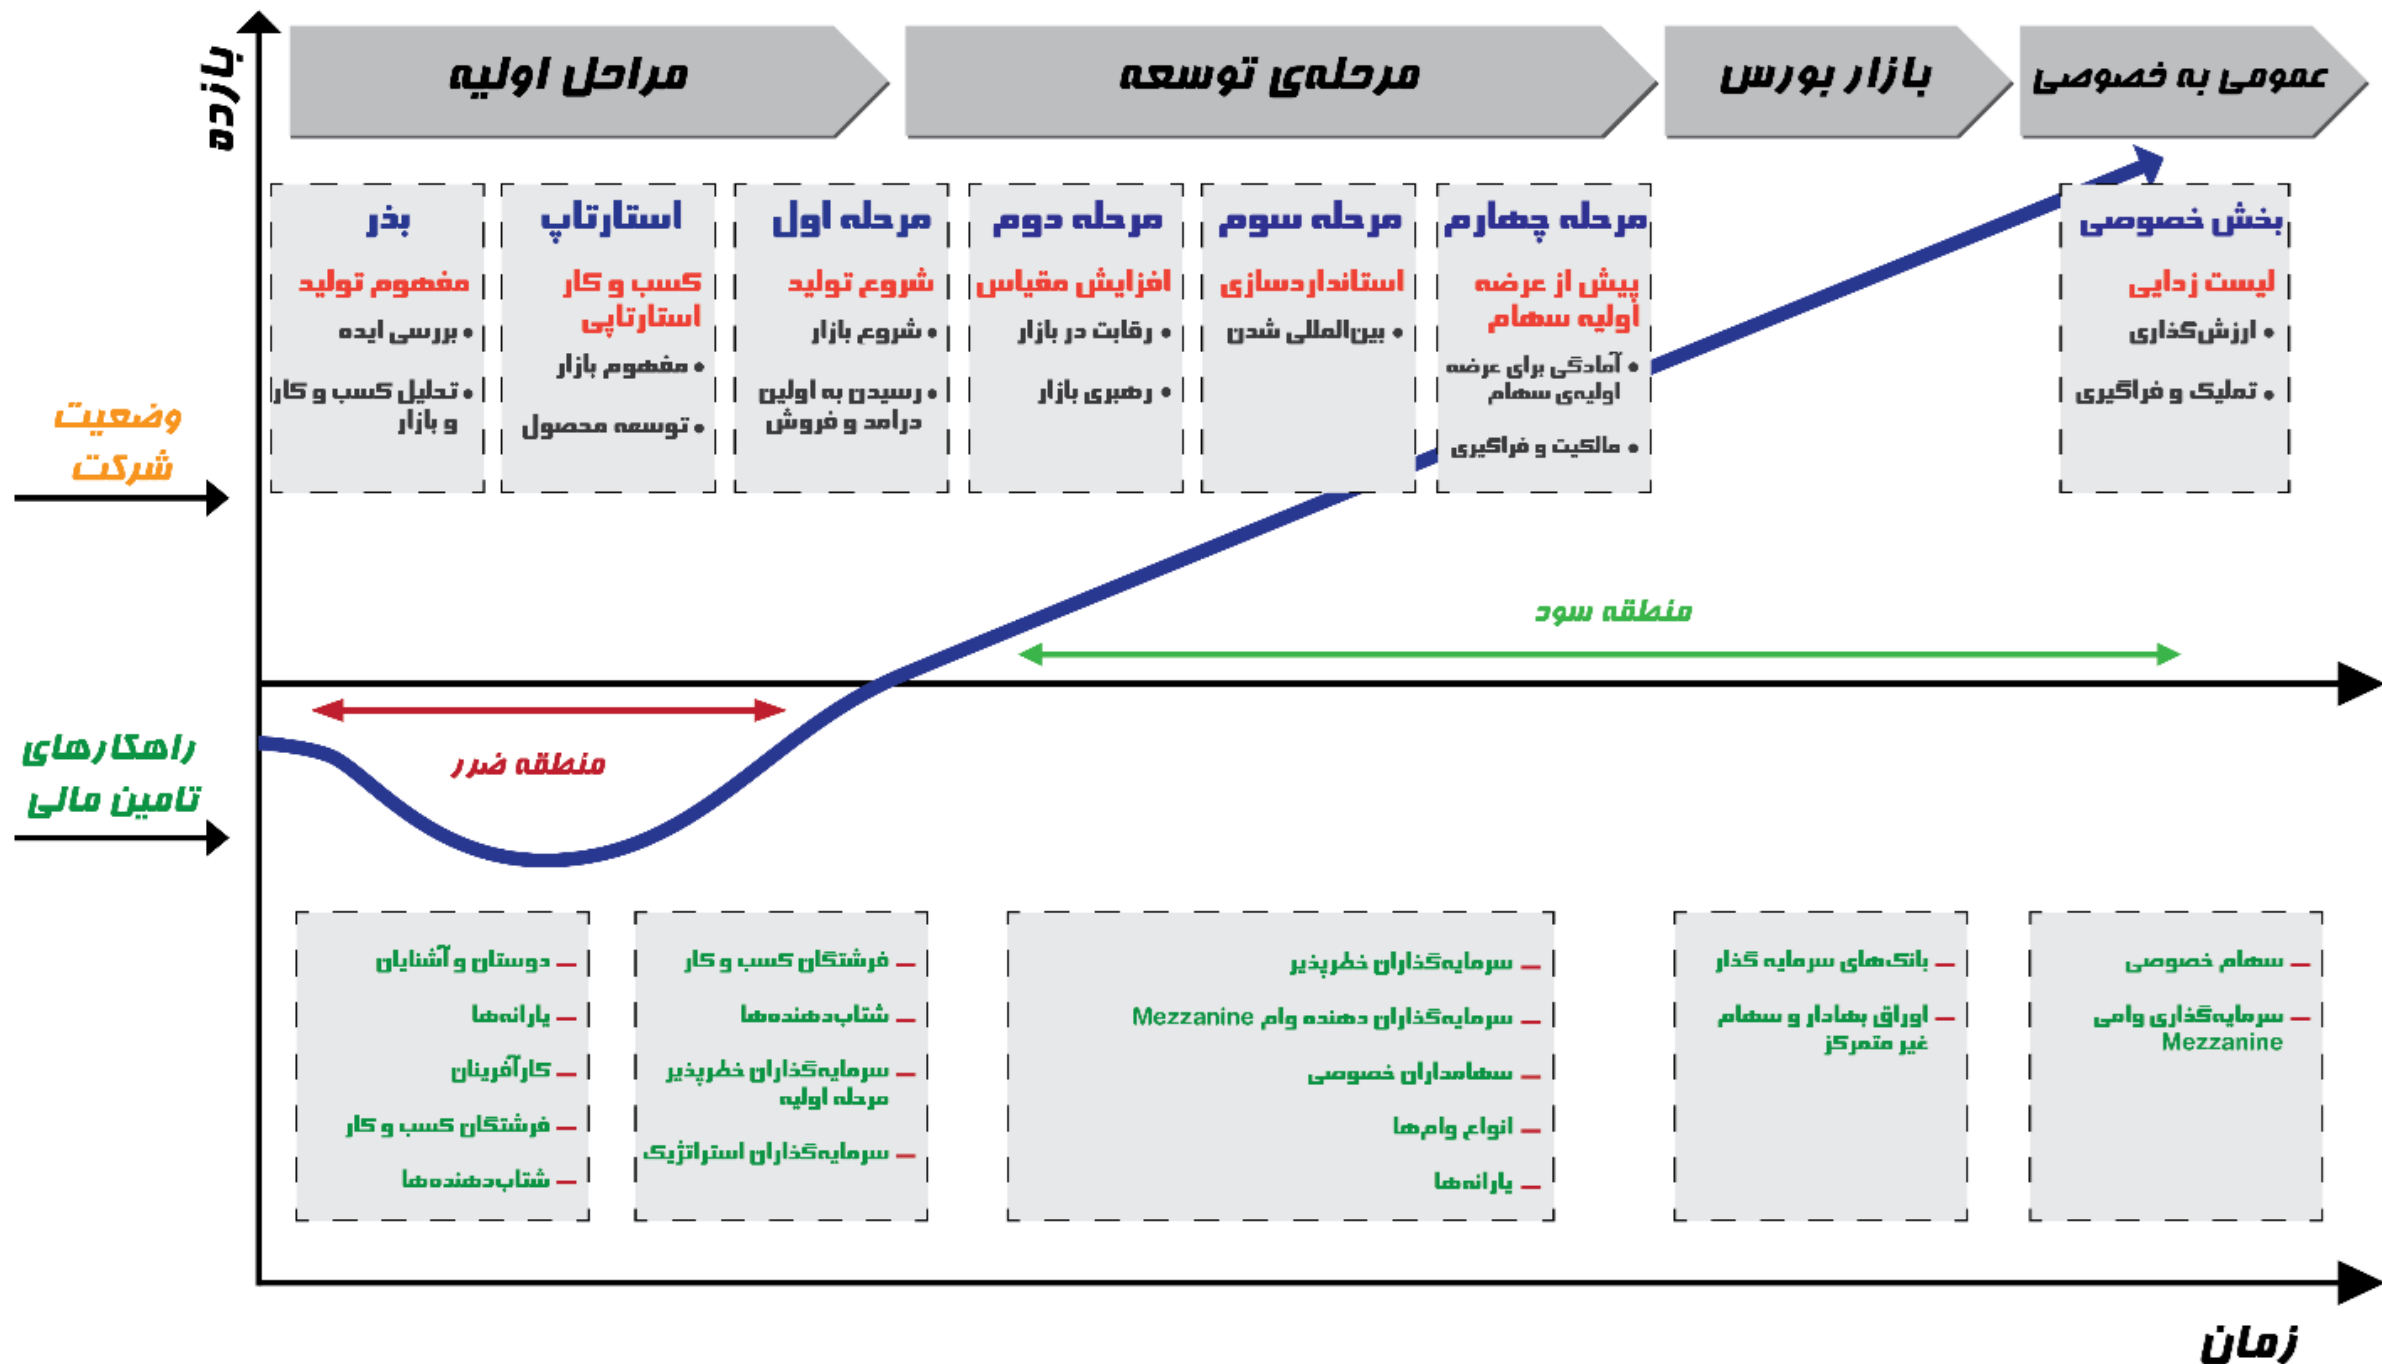 بازده
مراحل اولیه
مرحله‌ی توسعه
بازار بورس
عمومی به خصوصی
وضعیت
شرکت
بذر
مفهوم تولید
• بررسی ایده
• تحلیل کسب و کار
و بازار
استارتاپ
کسب و کار
استارتاپی
• مفهوم بازار
• توسعه محصول
مرحله اول
شروع تولید
• شروع بازار
• رسیدن به اولین
درامد و فروش
مرحله دوم
افزایش مقیاس
• رقابت در بازار
• رهبری بازار
مرحله سوم
استانداردسازی
• بین‌المللی شدن
مرحله چهارم
پیش از عرضه
اولیه سهام
• آمادگی برای عرضه
اولیه‌ی سهام
• مالکیت و فراگیری
بخش خصوصی
لیست زدایی
• ارزش‌گذاری
• تملیک و فراگیری
منطقه سود
منطقه ضرر
راهکارهای
تامین مالی
– دوستان و آشنایان
– یارانه‌ها
– کارآفرینان
– فرشتگان کسب و کار
– شتاب‌دهنده‌ها
– فرشتگان کسب و کار
– شتاب‌دهنده‌ها
– سرمایه‌گذاران خطرپذیر
مرحله اولیه
– سرمایه‌گذاران استراتژیک
– سرمایه‌گذاران خطرپذیر
– سرمایه‌گذاران دهنده وام Mezzanine
– سهامداران خصوصی
– انواع وام‌ها
– یارانه‌ها
– بانک‌های سرمایه گذار
– اوراق بهادار و سهام
غیر متمرکز
– سهام خصوصی
– سرمایه‌گذاری وامی
Mezzanine
زمان